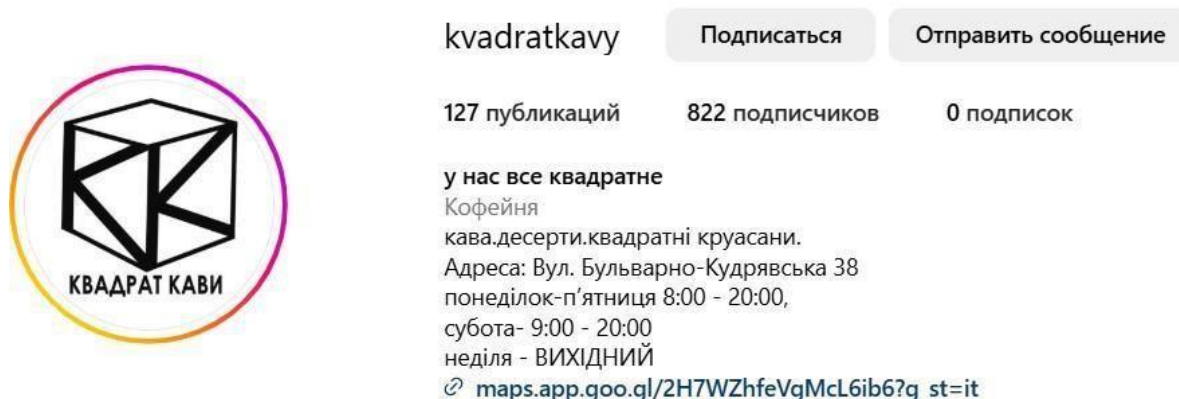 kvadratkavy Подписаться Отправить сообщение
127 публикаций 822 подписчиков 0 подписок
у нас все квадратне
Кофейня
кава.десерти.квадратні круасани.
Адреса: Вул. Бульварно-Кудрявська 38
понеділок-п’ятниця 8:00 - 20:00,
субота- 9:00 - 20:00
неділя - ВИХІДНИЙ
maps.app.goo.gl/2H7WZhfeVgMcL6ib6?g_st=it
КК
КВАДРАТ КАВИ